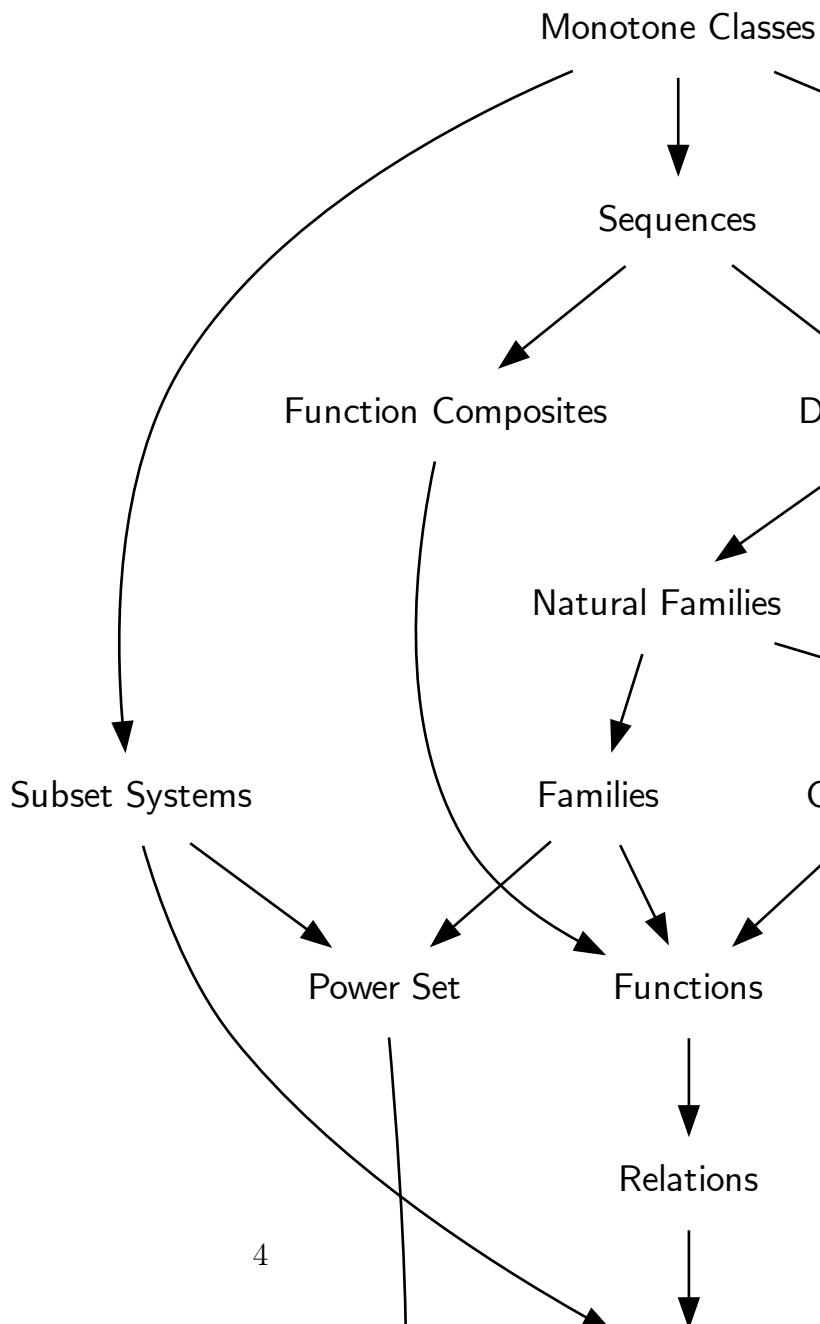 Monotone Classes
Sequences
Function Composites
D
Natural Families
Subset Systems
Families
Power Set
Functions
Relations
4